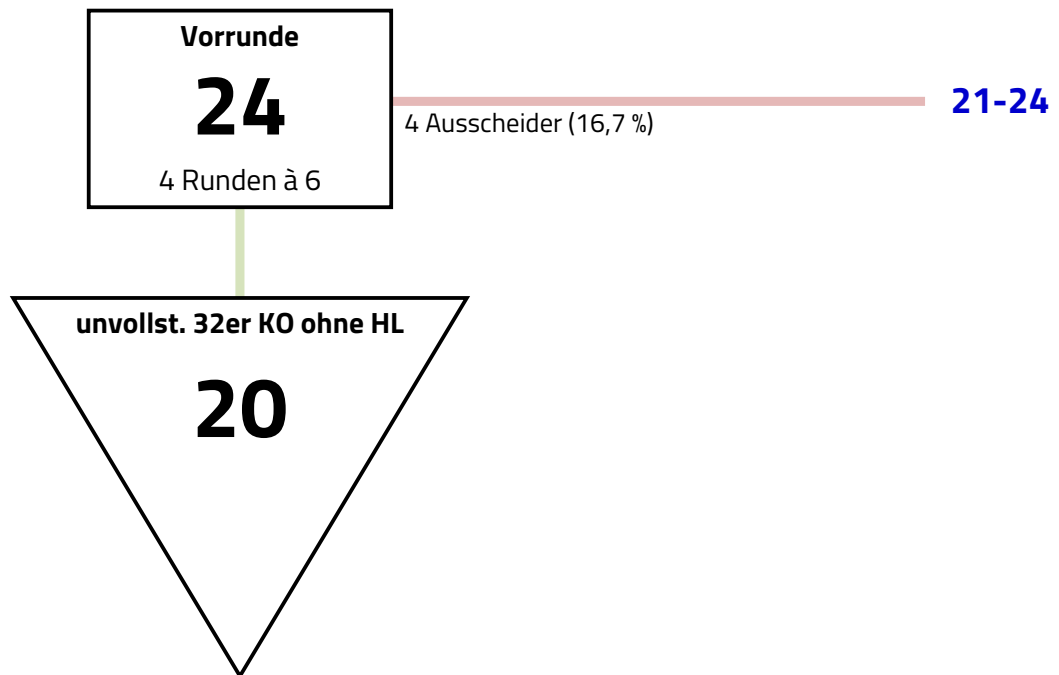 Vorrunde
24
4 Runden à 6
4 Ausscheider (16,7 %)
21-24
unvollst. 32er KO ohne HL
20